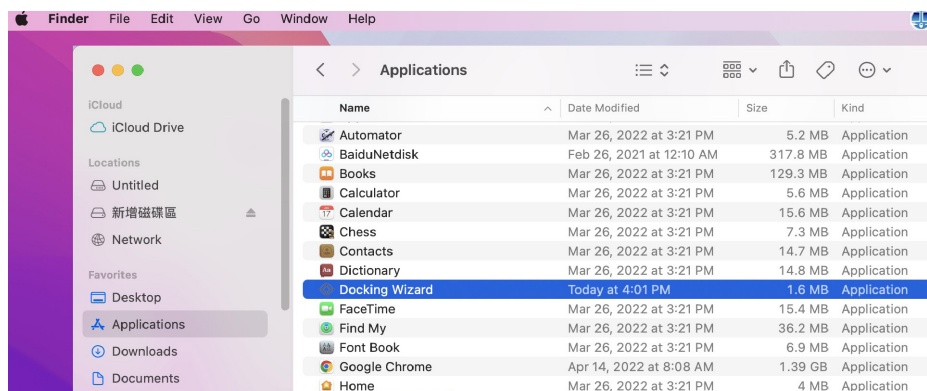 Finder File Edit View Go Window Help
Applications
iCloud
iCloud Drive
Locations
Untitled
新增磁碟區
Network
Favorites
Desktop
Applications
Downloads
Documents
Name Date Modified Size Kind
Automator Mar 26, 2022 at 3:21 PM 5.2 MB Application
BaiduNetdisk Feb 26, 2021 at 12:10 AM 317.8 MB Application
Books Mar 26, 2022 at 3:21 PM 129.3 MB Application
Calculator Mar 26, 2022 at 3:21 PM 5.6 MB Application
Calendar Mar 26, 2022 at 3:21 PM 15.6 MB Application
Chess Mar 26, 2022 at 3:21 PM 7.3 MB Application
Contacts Mar 26, 2022 at 3:21 PM 14.7 MB Application
Dictionary Mar 26, 2022 at 3:21 PM 14.8 MB Application
Docking Wizard Today at 4:01 PM 1.6 MB Application
FaceTime Mar 26, 2022 at 3:21 PM 15.4 MB Application
Find My Mar 26, 2022 at 3:21 PM 36.2 MB Application
Font Book Mar 26, 2022 at 3:21 PM 6.9 MB Application
Google Chrome Apr 14, 2022 at 8:08 AM 1.39 GB Application
Home Mar 26, 2022 at 3:21 PM 4 MB Application